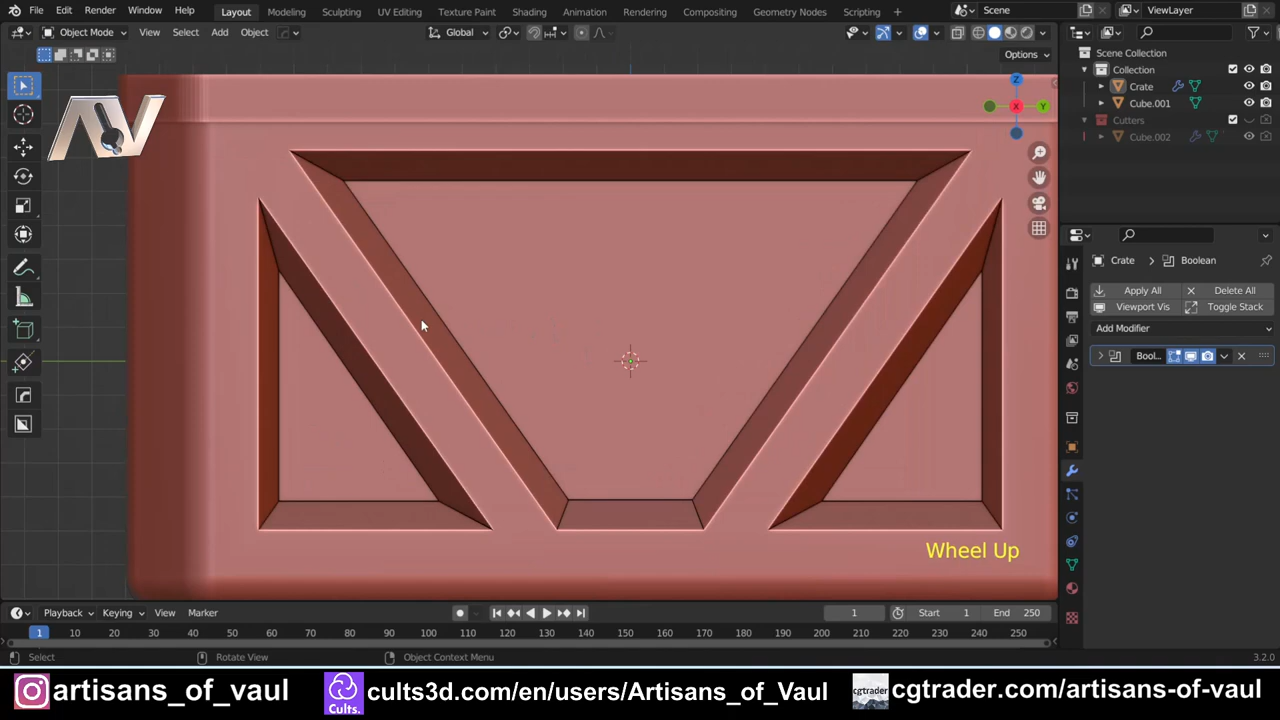 File Edit Render Window Help Layout Modeling Sculpting UV Editing Texture Paint Shading Animation Rendering Compositing Geometry Nodes Scripting + Scene ViewLayer
Object Mode View Select Add Object Global
Options
Scene Collection
Collection
Crate
Cube.001
Cutters
Cube.002
AV
Z
X
Y
Crate > Boolean
Apply All Delete All
Viewport Vis Toggle Stack
Add Modifier
Bool...
Wheel Up
Playback Keying View Marker 1 Start 1 End 250
1 10 20 30 40 50 60 70 80 90 100 110 120 130 140 150 160 170 180 190 200 210 220 230 240 250
Select Rotate View Object Context Menu 3.2.0
artisans_of_vaul Cults. cults3d.com/en/users/Artisans_of_Vaul cgtrader.com/artisans-of-vaul